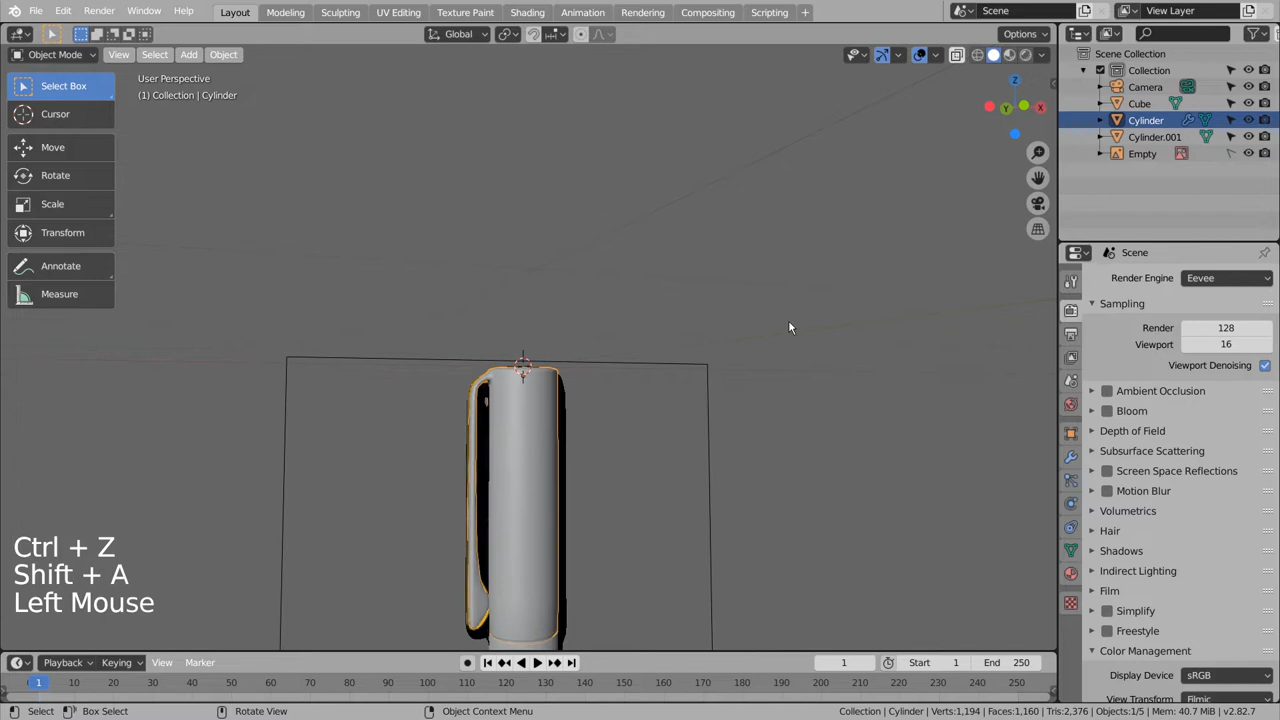 File Edit Render Window Help Layout Modeling Sculpting UV Editing Texture Paint Shading Animation Rendering Compositing Scripting + Scene View Layer
Global Options
Object Mode View Select Add Object
Select Box
Cursor
Move
Rotate
Scale
Transform
Annotate
Measure
User Perspective
(1) Collection | Cylinder
Z
Y
X
Ctrl + Z
Shift + A
Left Mouse
Scene Collection
Collection
Camera
Cube
Cylinder
Cylinder.001
Empty
Scene
Render Engine Eevee
Sampling
Render 128
Viewport 16
Viewport Denoising
Ambient Occlusion
Bloom
Depth of Field
Subsurface Scattering
Screen Space Reflections
Motion Blur
Volumetrics
Hair
Shadows
Indirect Lighting
Film
Simplify
Freestyle
Color Management
Display Device sRGB
View Transform Filmic
Playback Keying View Marker 1 Start 1 End 250
1 10 20 30 40 50 60 70 80 90 100 110 120 130 140 150 160 170 180 190 200 210 220 230 240 250
Select Box Select Rotate View Object Context Menu Collection | Cylinder | Verts:1,194 | Faces:1,160 | Tris:2,376 | Objects:1/5 | Mem: 40.7 MiB | v2.82.7